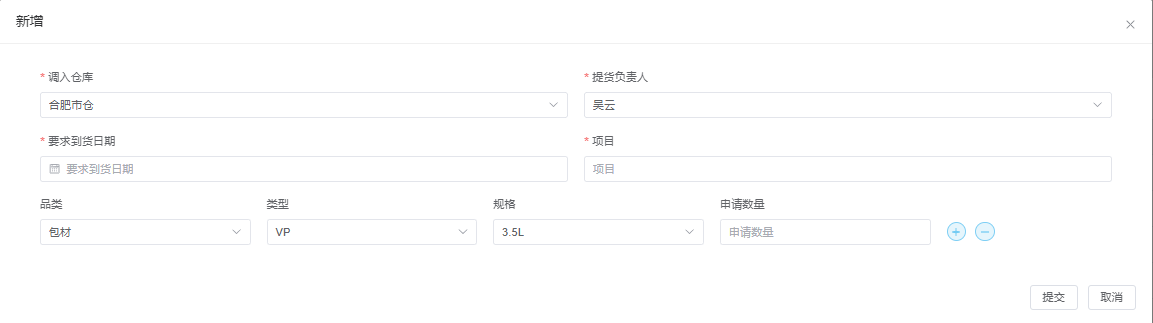 新增
* 调入仓库
* 提货负责人
合肥市仓
吴云
* 要求到货日期
* 项目
要求到货日期
项目
品类 类型 规格 申请数量
包材 VP 3.5L 申请数量
提交 取消